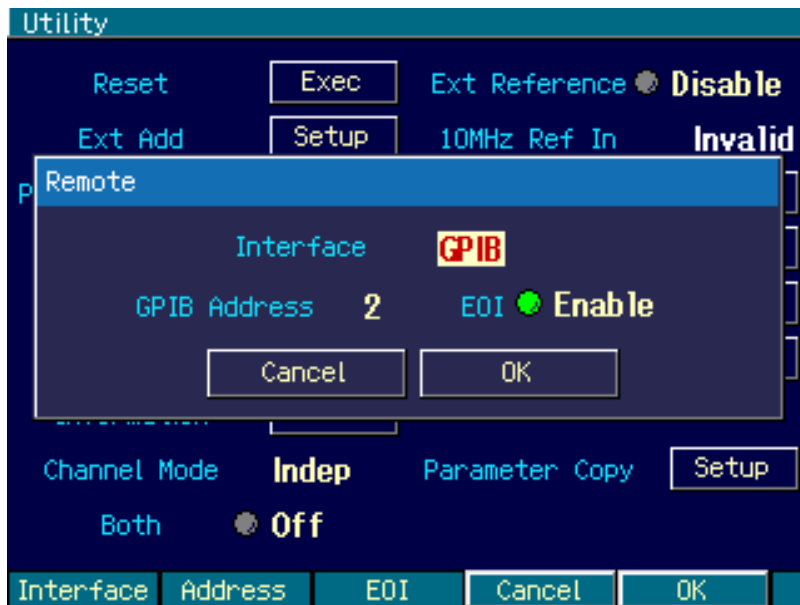 Utility
Reset Exec Ext Reference Disable
Ext Add Setup 10MHz Ref In Invalid
P
Remote
Interface GPIB
GPIB Address 2 EOI Enable
Cancel OK
Channel Mode Indep Parameter Copy Setup
Both Off
Interface Address EOI Cancel OK